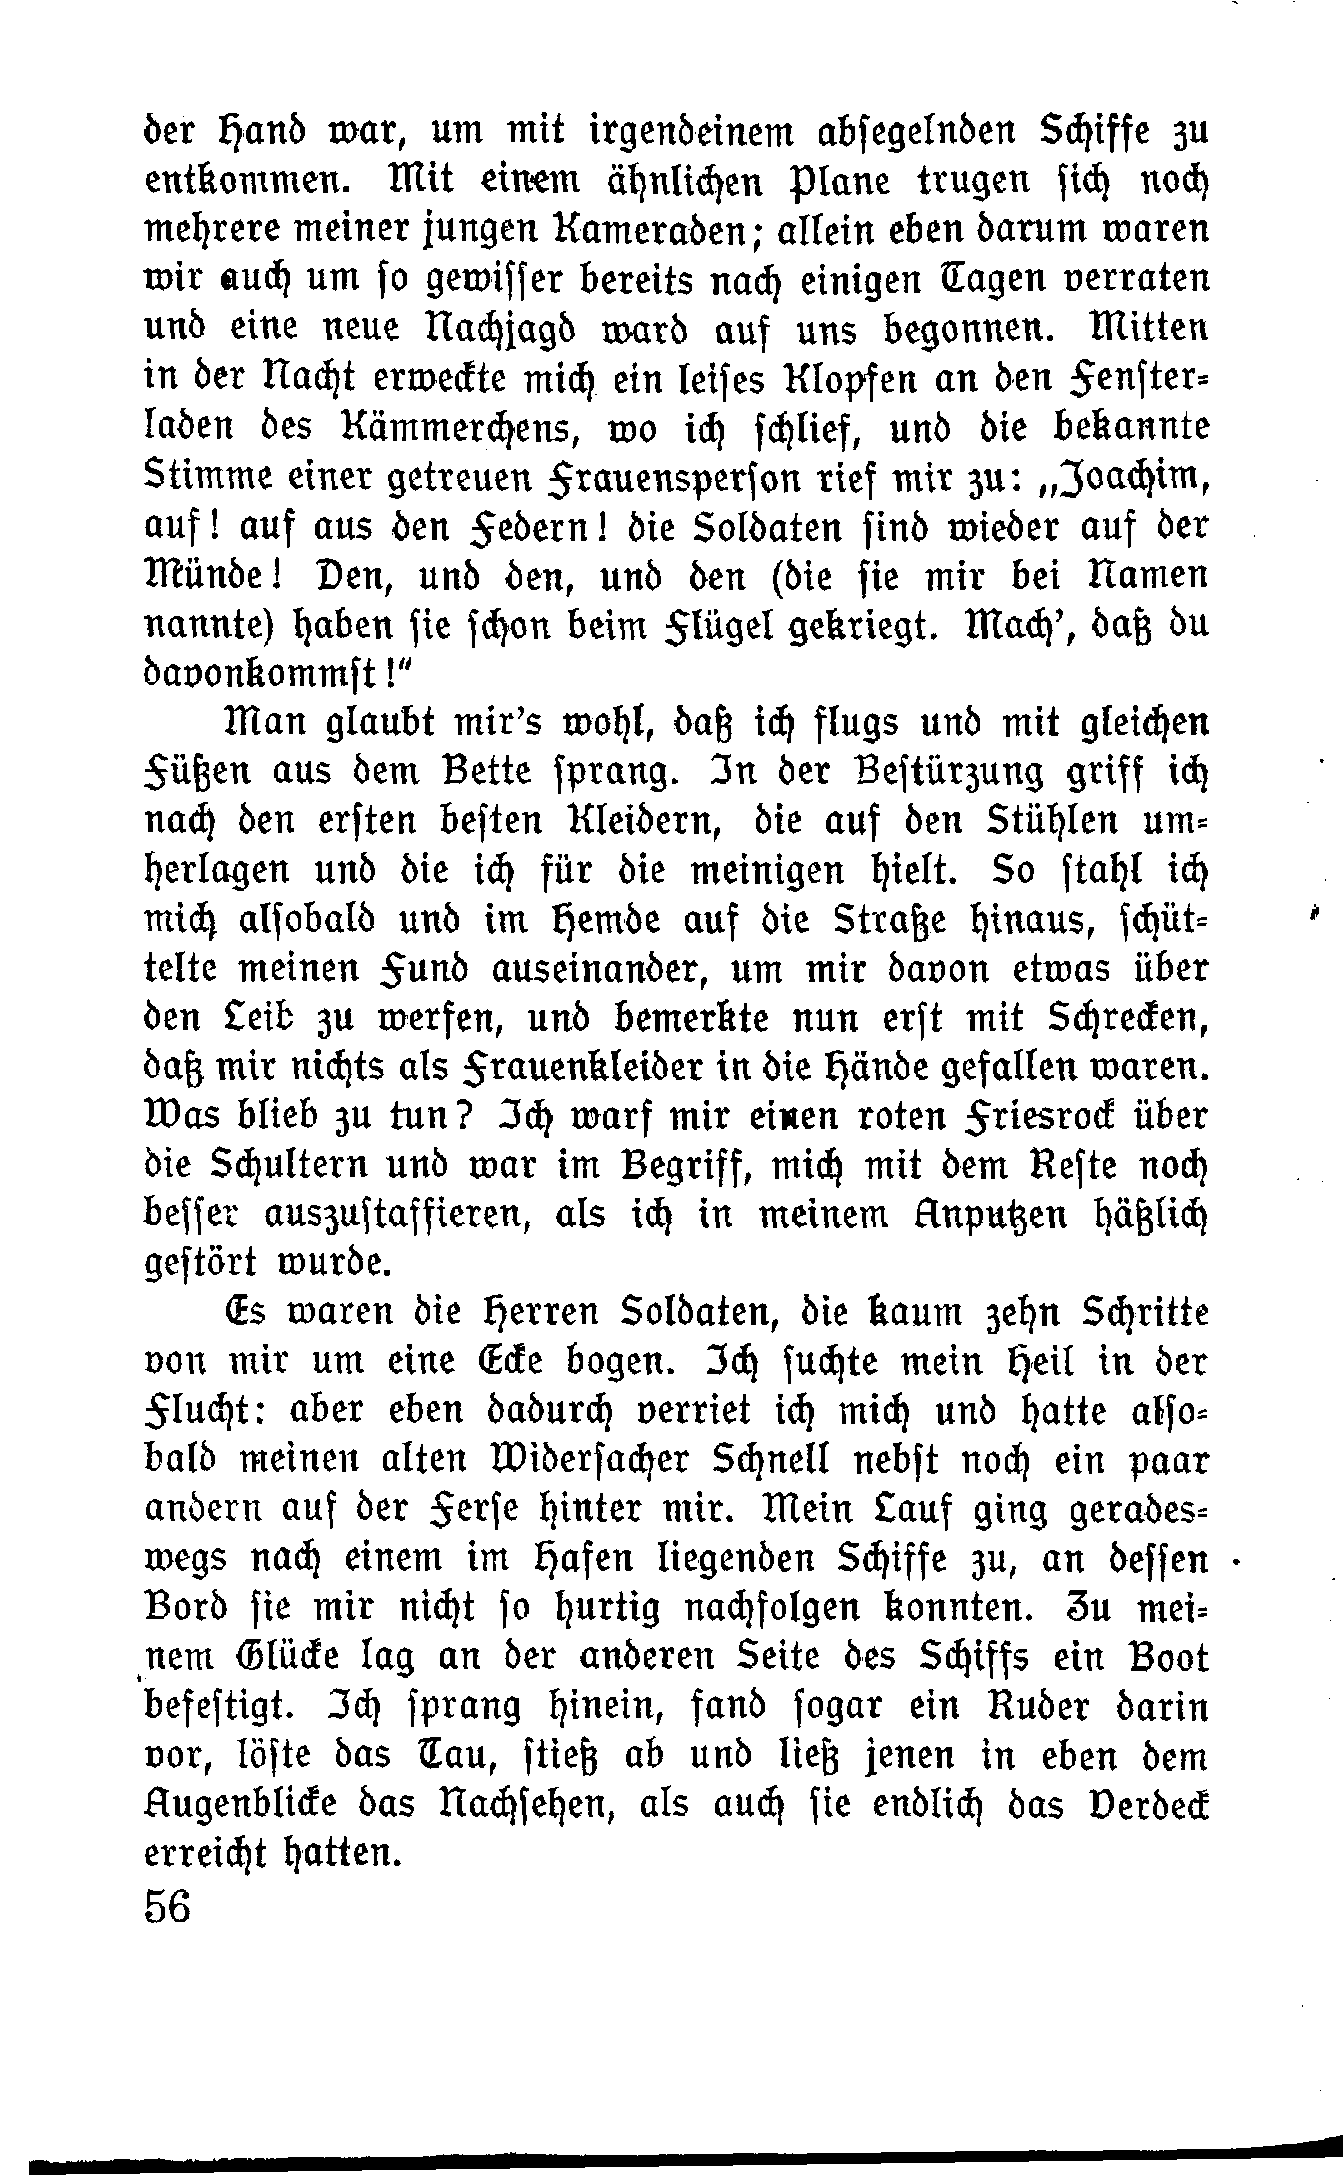 der Hand war, um mit irgendeinem absegelnden Schiffe zu
entkommen. Mit einem ähnlichen Plane trugen sich noch
mehrere meiner jungen Kameraden; allein eben darum waren
wir auch um so gewisser bereits nach einigen Tagen verraten
und eine neue Nachjagd ward auf uns begonnen. Mitten
in der Nacht erweckte mich ein leises Klopfen an den Fenster-
laden des Kämmerchens, wo ich schlief, und die bekannte
Stimme einer getreuen Frauensperson rief mir zu: „Joachim,
auf! auf aus den Federn! die Soldaten sind wieder auf der
Münde! Den, und den, und den (die sie mir bei Namen
nannte) haben sie schon beim Flügel gekriegt. Mach', daß du
davonkommst!"
Man glaubt mir's wohl, daß ich flugs und mit gleichen
Füßen aus dem Bette sprang. In der Bestürzung griff ich
nach den ersten besten Kleidern, die auf den Stühlen um-
herlagen und die ich für die meinigen hielt. So stahl ich
mich alsobald und im Hemde auf die Straße hinaus, schüt-
telte meinen Fund auseinander, um mir davon etwas über
den Leib zu werfen, und bemerkte nun erst mit Schrecken,
daß mir nichts als Frauenkleider in die Hände gefallen waren.
Was blieb zu tun? Ich warf mir einen roten Friesrock über
die Schultern und war im Begriff, mich mit dem Reste noch
besser auszustaffieren, als ich in meinem Anputzen häßlich
gestört wurde.
Es waren die Herren Soldaten, die kaum zehn Schritte
von mir um eine Ecke bogen. Ich suchte mein Heil in der
Flucht: aber eben dadurch verriet ich mich und hatte also-
bald meinen alten Widersacher Schnell nebst noch ein paar
andern auf der Ferse hinter mir. Mein Lauf ging gerades-
wegs nach einem im Hafen liegenden Schiffe zu, an dessen
Bord sie mir nicht so hurtig nachfolgen konnten. Zu mei-
nem Glücke lag an der anderen Seite des Schiffs ein Boot
befestigt. Ich sprang hinein, fand sogar ein Ruder darin
vor, löste das Tau, stieß ab und ließ jenen in eben dem
Augenblicke das Nachsehen, als auch sie endlich das Verdeck
erreicht hatten.
56